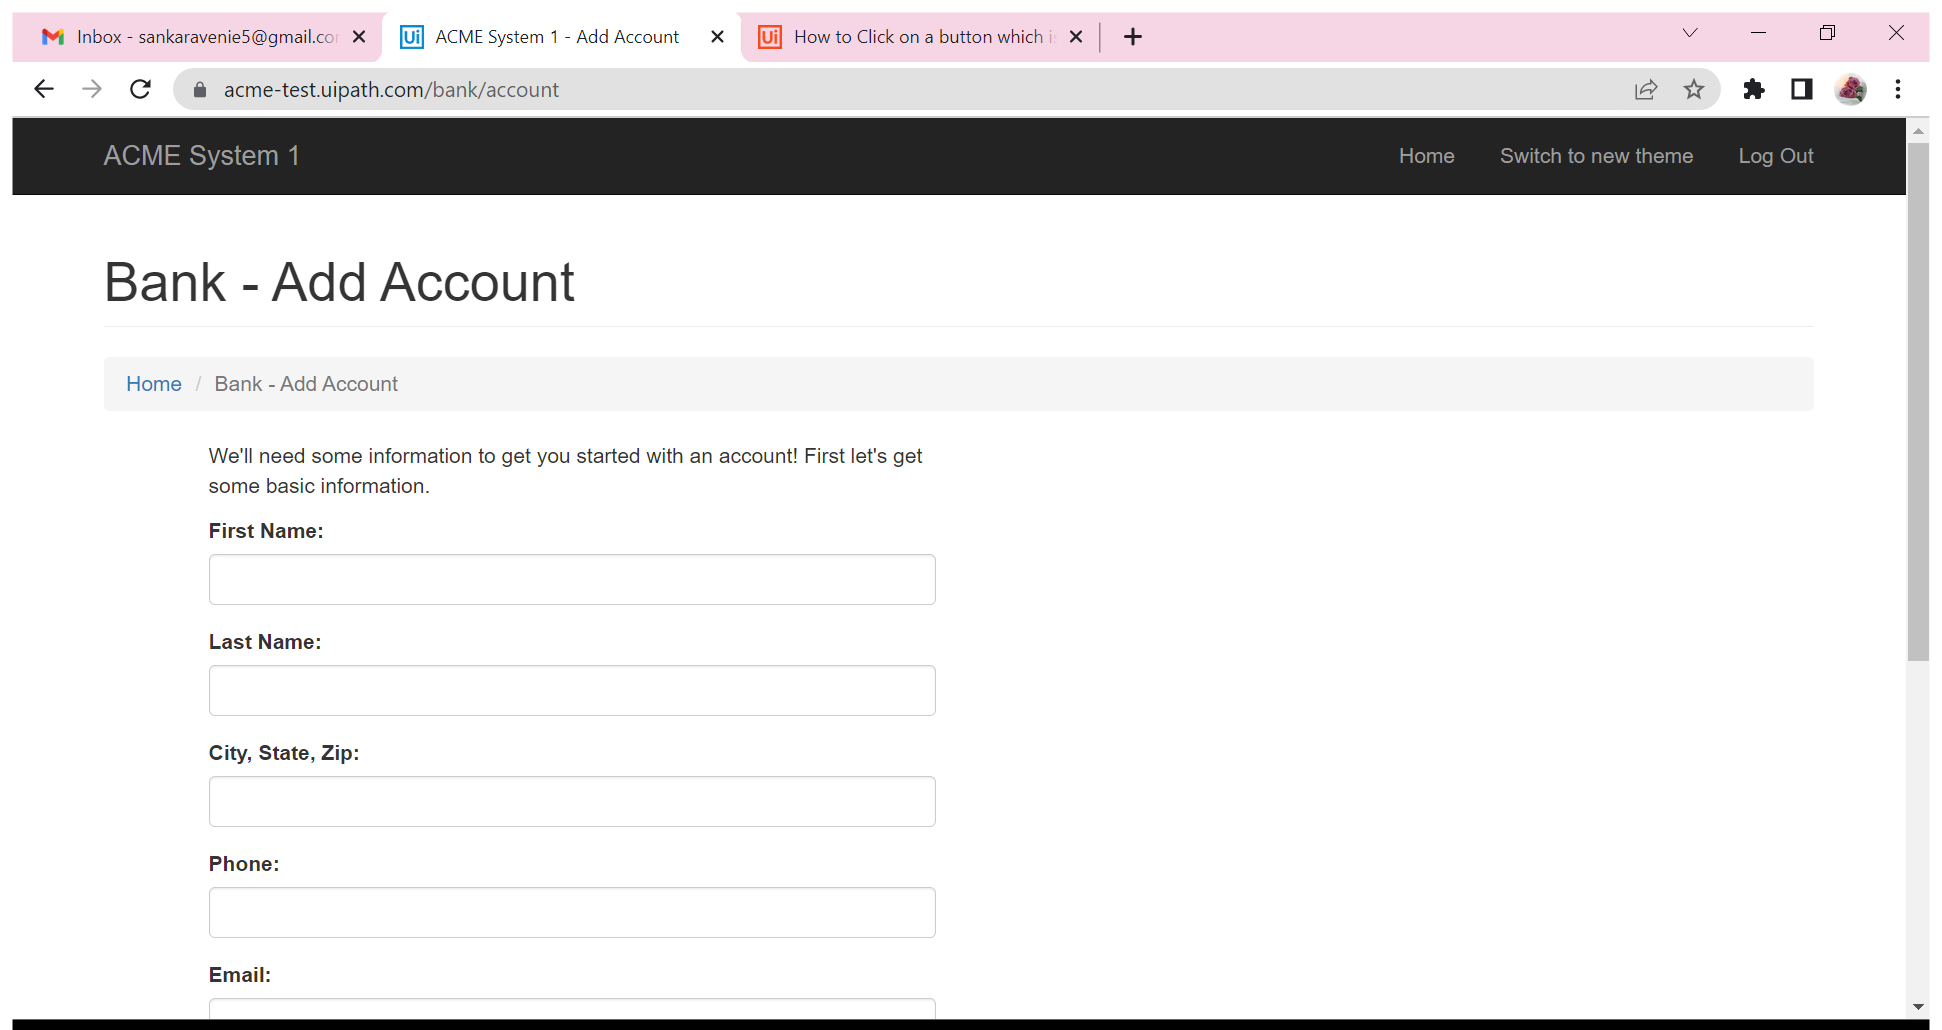 Inbox - sankaravenie5@gmail.co
ACME System 1 - Add Account
How to Click on a button which is
acme-test.uipath.com/bank/account
ACME System 1
Home
Switch to new theme
Log Out
Bank - Add Account
Home / Bank - Add Account
We'll need some information to get you started with an account! First let's get
some basic information.
First Name:
Last Name:
City, State, Zip:
Phone:
Email: